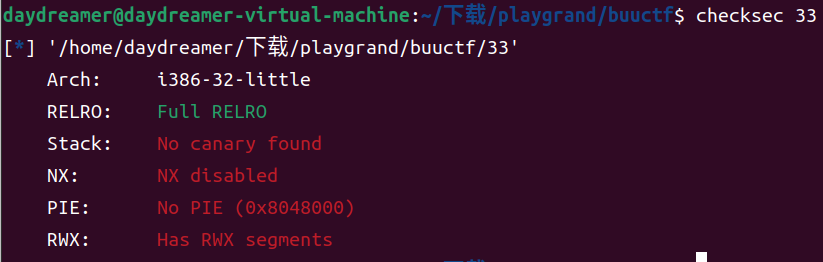 daydreamer@daydreamer-virtual-machine:~/下载/playgrand/buuctf$ checksec 33
[*] '/home/daydreamer/下载/playgrand/buuctf/33'
Arch: i386-32-little
RELRO: Full RELRO
Stack: No canary found
NX: NX disabled
PIE: No PIE (0x8048000)
RWX: Has RWX segments